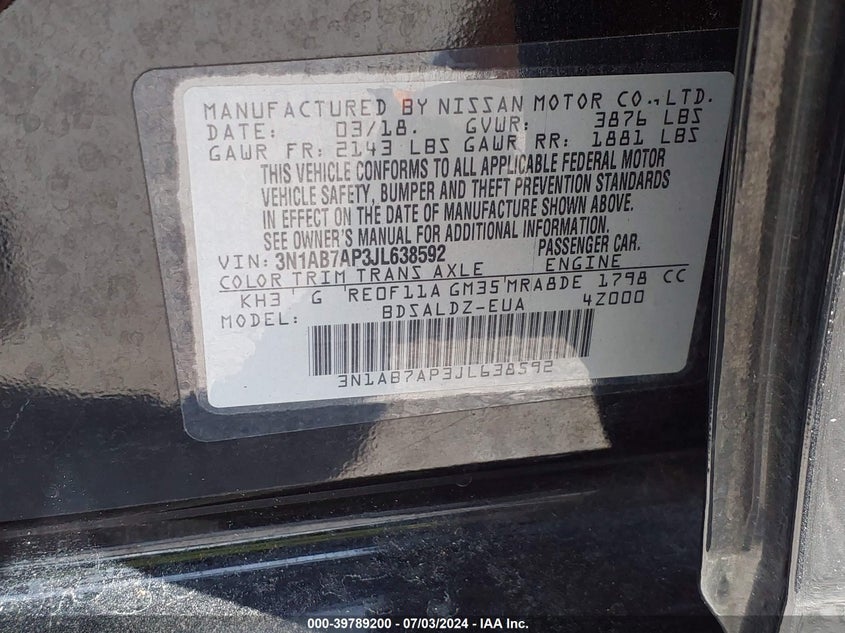 MANUFACTURED BY NISSAN MOTOR CO., LTD.
DATE: 03/18. GVWR: 3876 LBS
GAWR FR: 2143 LBS GAWR RR: 1881 LBS
THIS VEHICLE CONFORMS TO ALL APPLICABLE FEDERAL MOTOR
VEHICLE SAFETY, BUMPER AND THEFT PREVENTION STANDARDS
IN EFFECT ON THE DATE OF MANUFACTURE SHOWN ABOVE.
SEE OWNER'S MANUAL FOR ADDITIONAL INFORMATION.
VIN: 3N1AB7AP3JL638592 PASSENGER CAR.
COLOR TRIM TRANS AXLE ENGINE
KH3 G RE0F11A GM35 MRA8DE 1798 CC
MODEL: BDSALDZ-EUA 4Z000
3N1AB7AP3JL638592
000-39789200 - 07/03/2024 - IAA Inc.